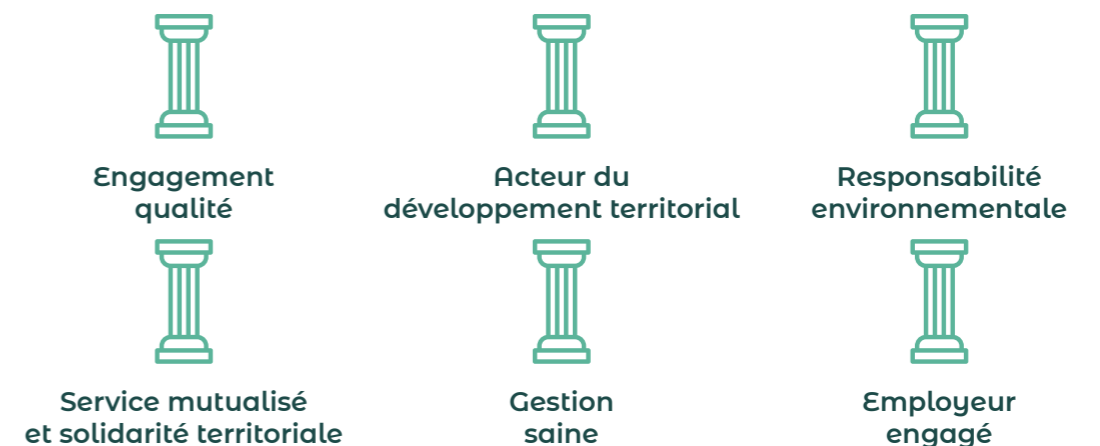 Engagement
qualité
Acteur du
développement territorial
Responsabilité
environnementale
Service mutualisé
et solidarité territoriale
Gestion
saine
Employeur
engagé